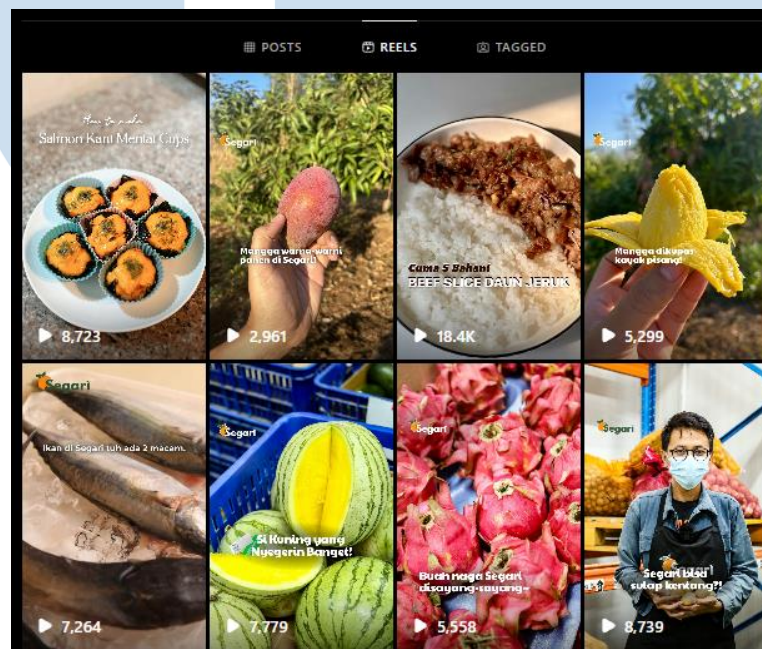 POSTS
REELS
TAGGED
How to make
Salmon Kani Mentai Cups
8,723
Segari
Mangga warna-warni
panen di Segari!
2,961
Cuma 5 Bahan!
BEEF SLICE DAUN JERUK
18.4K
Segari
Mangga dikupas
kayak pisang?
5,299
Segari
Ikan di Segari tuh ada 2 macam.
7,264
Segari
Si Kuning yang
Nyegerin Banget!
7,779
Segari
Buah naga Segari
disayang-sayang~
5,558
Segari
Segari bisa
sulap kentang?!
8,739